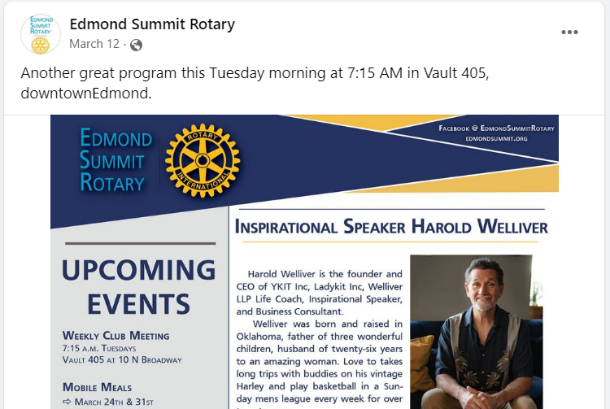 Edmond Summit Rotary
March 12 ·
Another great program this Tuesday morning at 7:15 AM in Vault 405,
downtownEdmond.
FACEBOOK @ EDMONDSUMMITROTARY
EDMONDSUMMIT.ORG
EDMOND
SUMMIT
ROTARY
ROTARY
INTERNATIONAL
INSPIRATIONAL SPEAKER HAROLD WELLIVER
UPCOMING
EVENTS
WEEKLY CLUB MEETING
7:15 A.M. TUESDAYS
VAULT 405 AT 10 N BROADWAY
MOBILE MEALS
⇨ MARCH 24TH & 31ST
Harold Welliver is the founder and
CEO of YKIT Inc, Ladykit Inc, Welliver
LLP Life Coach, Inspirational Speaker,
and Business Consultant.
Welliver was born and raised in
Oklahoma, father of three wonderful
children, husband of twenty-six years
to an amazing woman. Love to takes
long trips with buddies on his vintage
Harley and play basketball in a Sun-
day mens league every week for over